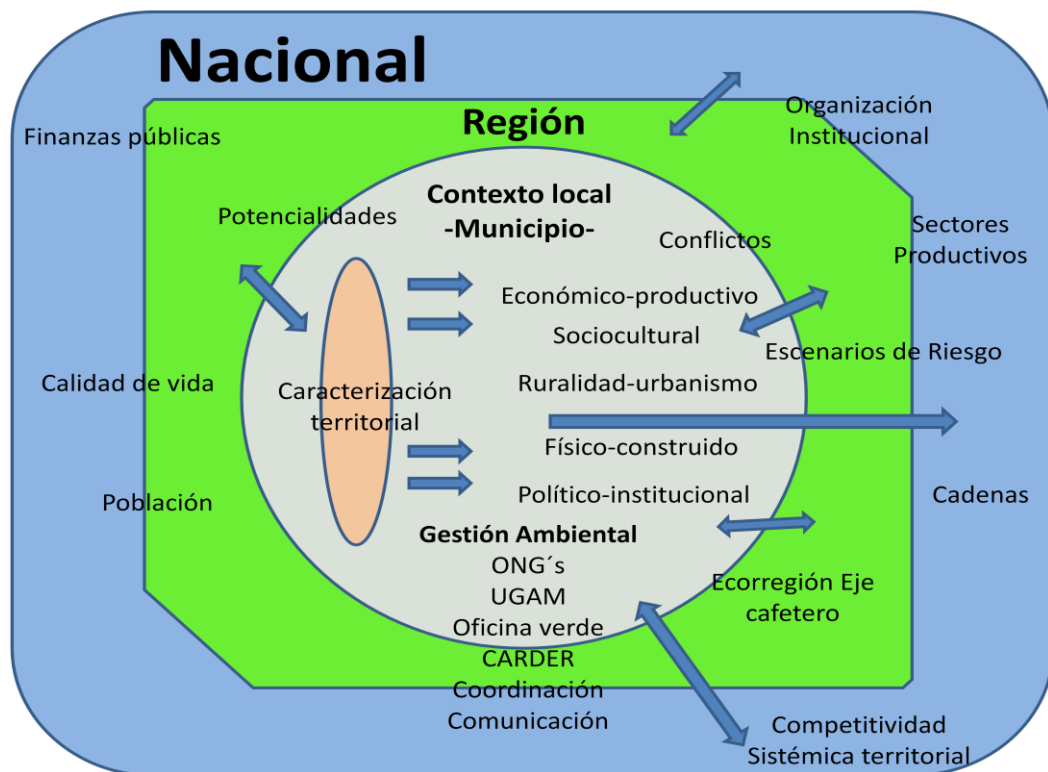 Nacional
Finanzas públicas
Organización
Institucional
Región
Potencialidades
Contexto local
-Municipio-
Conflictos
Sectores
Productivos
Económico-productivo
Sociocultural
Escenarios de Riesgo
Calidad de vida
Caracterización
territorial
Ruralidad-urbanismo
Físico-construido
Político-institucional
Población
Cadenas
Gestión Ambiental
ONG´s
UGAM
Oficina verde
CARDER
Coordinación
Comunicación
Ecorregión Eje
cafetero
Competitividad
Sistémica territorial